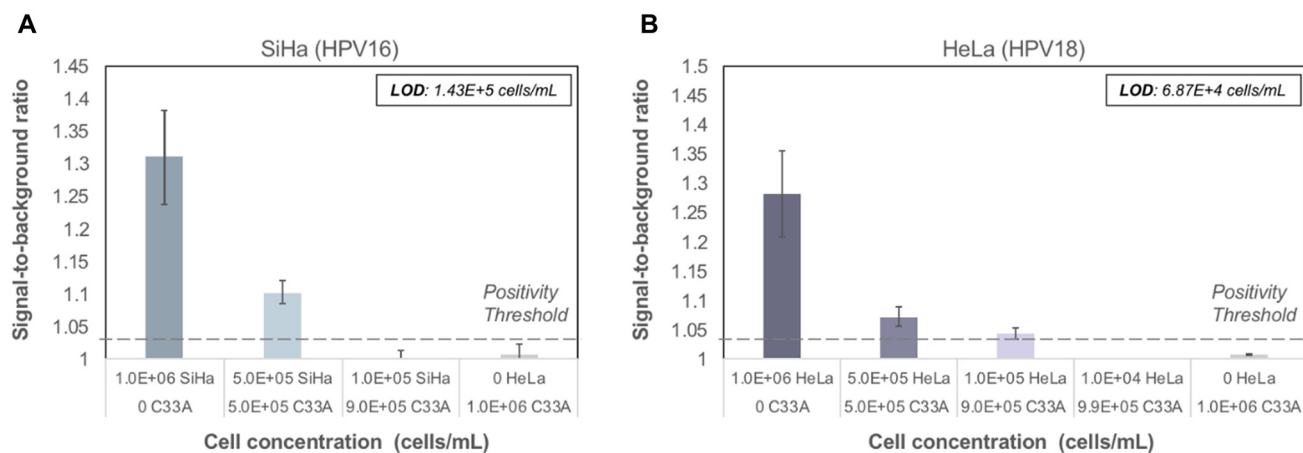 A
SiHa (HPV16)
Signal-to-background ratio
1.45
1.4
1.35
1.3
1.25
1.2
1.15
1.1
1.05
1
LOD: 1.43E+5 cells/mL
Positivity
Threshold
1.0E+06 SiHa 5.0E+05 SiHa 1.0E+05 SiHa 0 HeLa
0 C33A 5.0E+05 C33A 9.0E+05 C33A 1.0E+06 C33A
Cell concentration (cells/mL)
B
HeLa (HPV18)
Signal-to-background ratio
1.5
1.45
1.4
1.35
1.3
1.25
1.2
1.15
1.1
1.05
1
LOD: 6.87E+4 cells/mL
Positivity
Threshold
1.0E+06 HeLa 5.0E+05 HeLa 1.0E+05 HeLa 1.0E+04 HeLa 0 HeLa
0 C33A 5.0E+05 C33A 9.0E+05 C33A 9.9E+05 C33A 1.0E+06 C33A
Cell concentration (cells/mL)